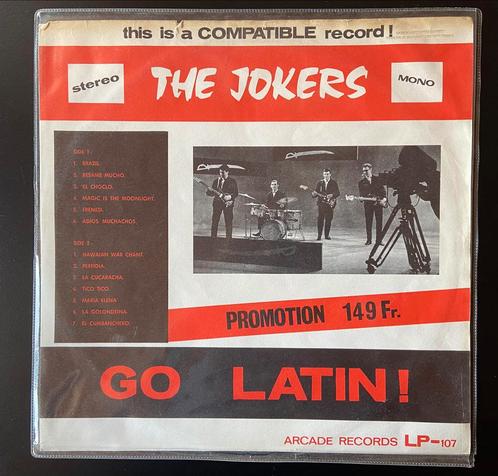 this is a COMPATIBLE record!
stereo
THE JOKERS
MONO
SIDE 1:
1. BRAZIL.
2. BESAME MUCHO.
3. EL CHOCLO.
4. MAGIC IS THE MOONLIGHT.
5. FRENESI.
6. ADIOS MUCHACHOS.
SIDE 2:
1. HAWAIIAN WAR CHANT.
2. PERFIDIA.
3. LA CUCARACHA.
4. TICO TICO.
5. MARIA ELENA
6. LA GOLONDRINA.
7. EL CUMBANCHERO.
PROMOTION 149 Fr.
GO LATIN!
ARCADE RECORDS LP-107